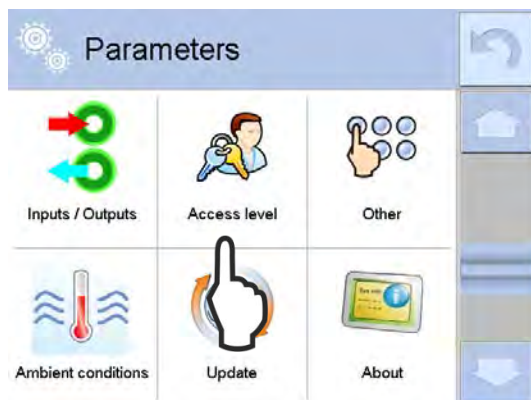 Parameters
Inputs / Outputs
Access level
Other
Ambient conditions
Update
About